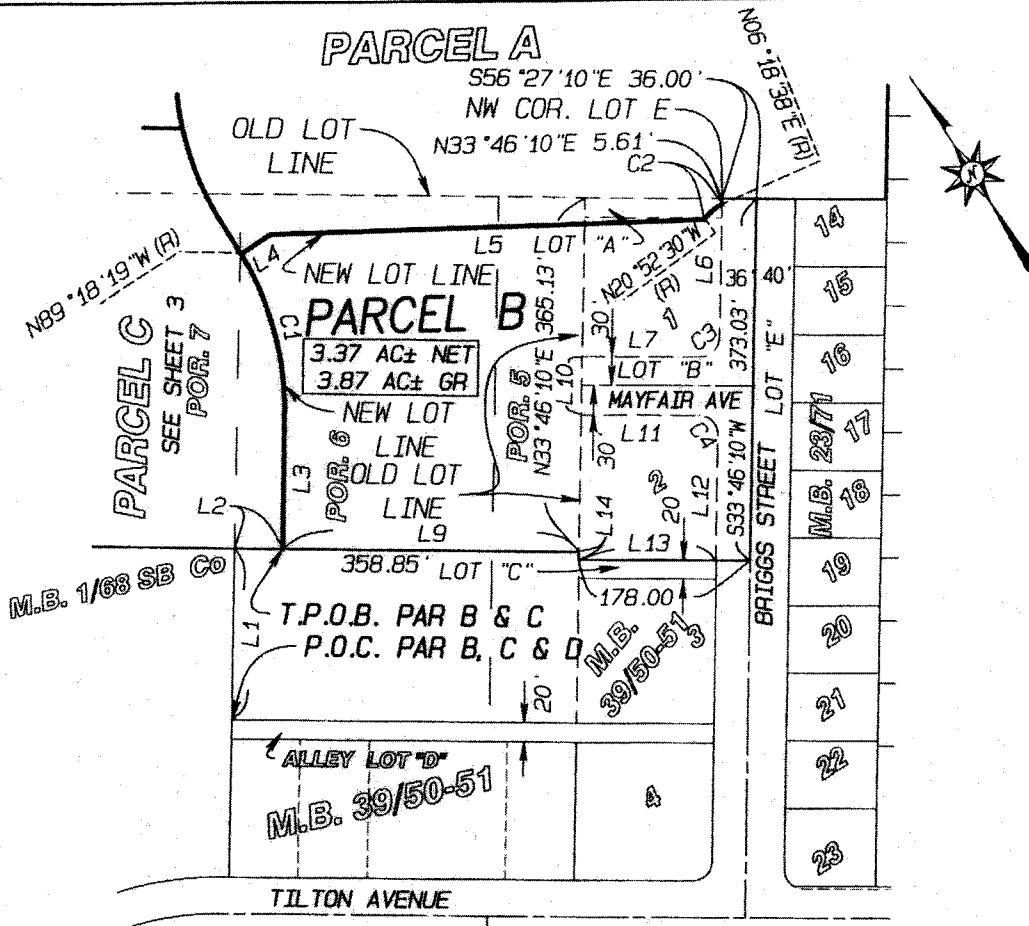 PARCEL A
N06°18'38"E (R)
S56°27'10"E 36.00'
NW COR. LOT E
N33°46'10"E 5.61'
C2
OLD LOT
LINE
N
N89°18'19"W (R)
L4
L5
LOT "A"
N20°52'30"W
(R)
L6
36'
40'
14
15
16
NEW LOT LINE
PARCEL B
3.37 AC± NET
3.87 AC± GR
C1
PARCEL C
SEE SHEET 3
POR. 7
N33°46'10"E 365.13'
30'
1
L7
C3
373.03'
LOT "B"
L10
MAYFAIR AVE
NEW LOT
LINE
POR. 5
POR. 6
OLD LOT
LINE
L11
C4
30'
2
20'
L12
S33°46'10"W
LOT "E"
BRIGGS STREET
M.B. 23/71
17
18
19
20
21
22
23
L3
L2
L9
L14
L13
358.85'
LOT "C"
178.00'
M.B. 1/68 SB Co
L1
T.P.O.B. PAR B & C
P.O.C. PAR B, C & D
M.B.
39/50-51
3
20'
ALLEY LOT "D"
M.B. 39/50-51
4
TILTON AVENUE